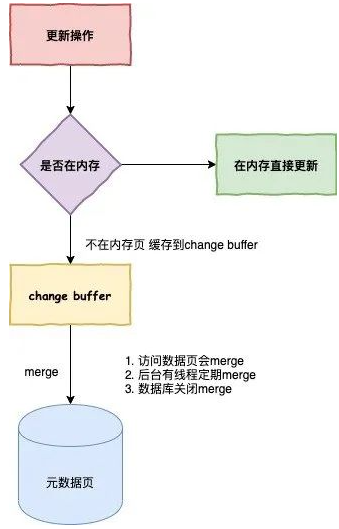 更新操作
是否在内存
在内存直接更新
不在内存页 缓存到change buffer
change buffer
merge
1. 访问数据页会merge
2. 后台有线程定期merge
3. 数据库关闭merge
元数据页